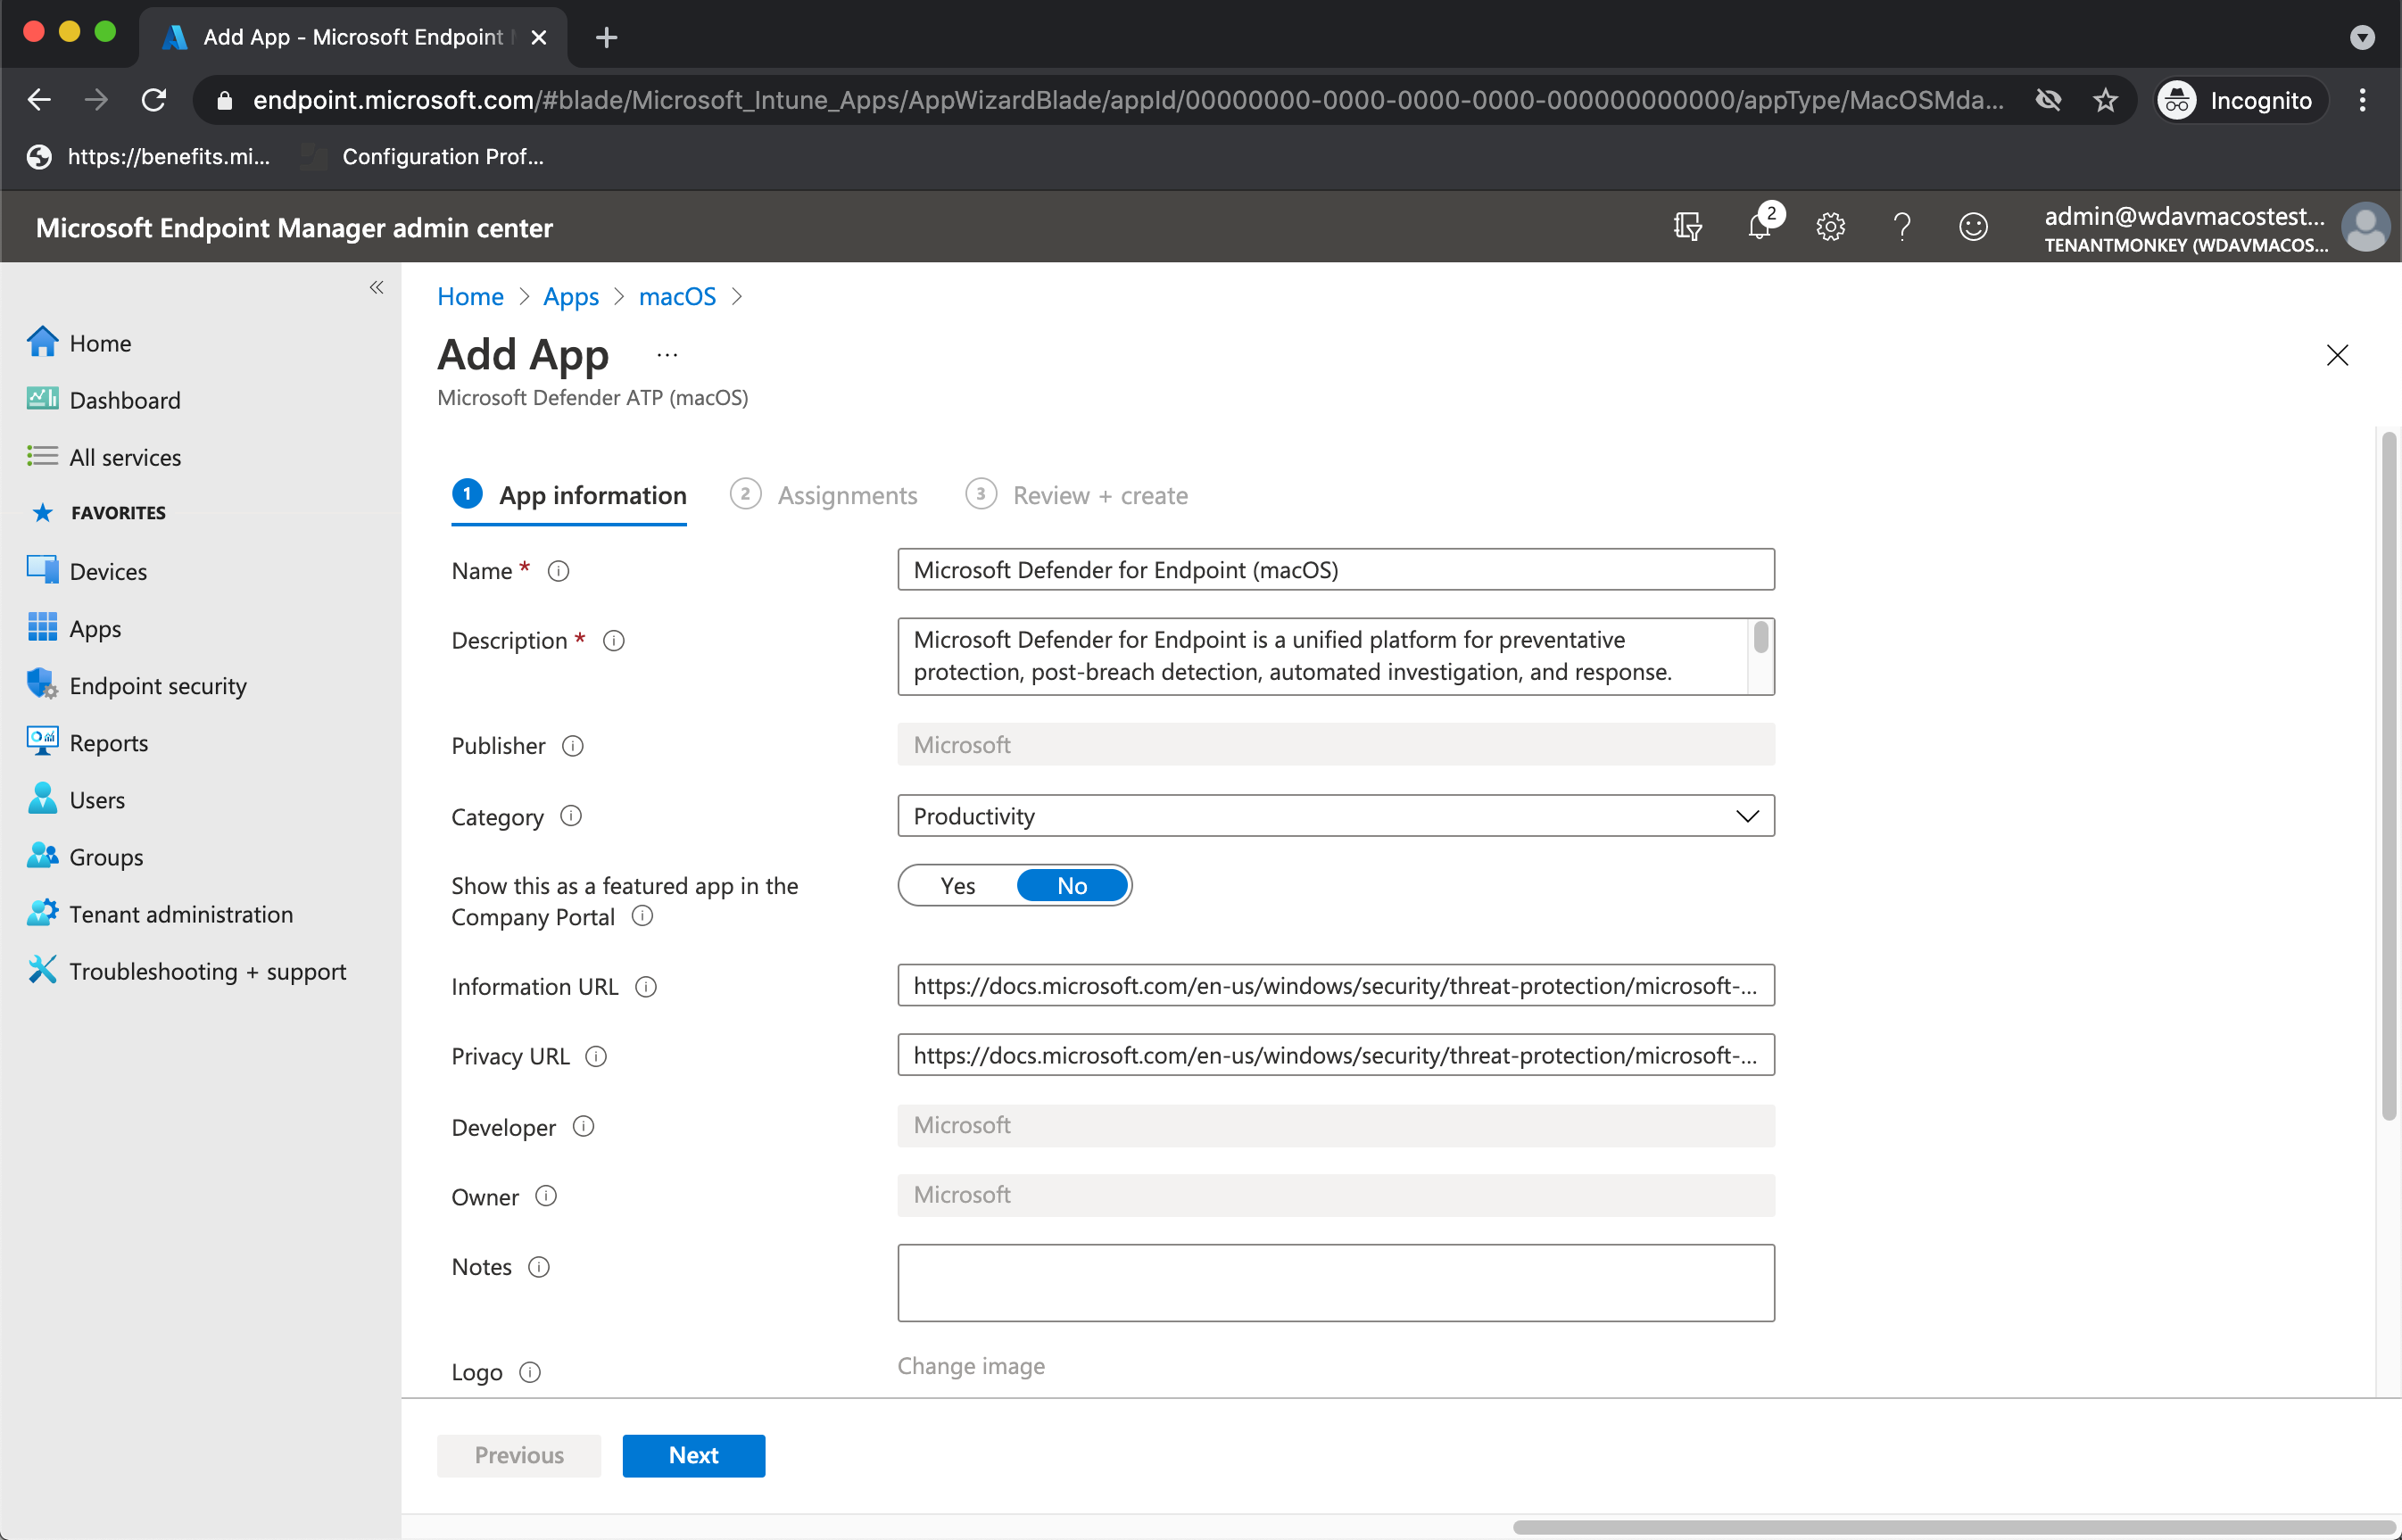 Add App - Microsoft Endpoint
endpoint.microsoft.com/#blade/Microsoft_Intune_Apps/AppWizardBlade/appId/00000000-0000-0000-0000-000000000000/appType/MacOSMda...
Incognito
https://benefits.mi...
Configuration Prof...
Microsoft Endpoint Manager admin center
2
admin@wdavmacostest...
TENANTMONKEY (WDAVMACOS...
Home
Dashboard
All services
FAVORITES
Devices
Apps
Endpoint security
Reports
Users
Groups
Tenant administration
Troubleshooting + support
Home > Apps > macOS >
Add App ...
Microsoft Defender ATP (macOS)
1 App information
2 Assignments
3 Review + create
Name *
Microsoft Defender for Endpoint (macOS)
Description *
Microsoft Defender for Endpoint is a unified platform for preventative
protection, post-breach detection, automated investigation, and response.
Publisher
Microsoft
Category
Productivity
Show this as a featured app in the
Company Portal
Yes
No
Information URL
https://docs.microsoft.com/en-us/windows/security/threat-protection/microsoft-...
Privacy URL
https://docs.microsoft.com/en-us/windows/security/threat-protection/microsoft-...
Developer
Microsoft
Owner
Microsoft
Notes
Logo
Change image
Previous
Next